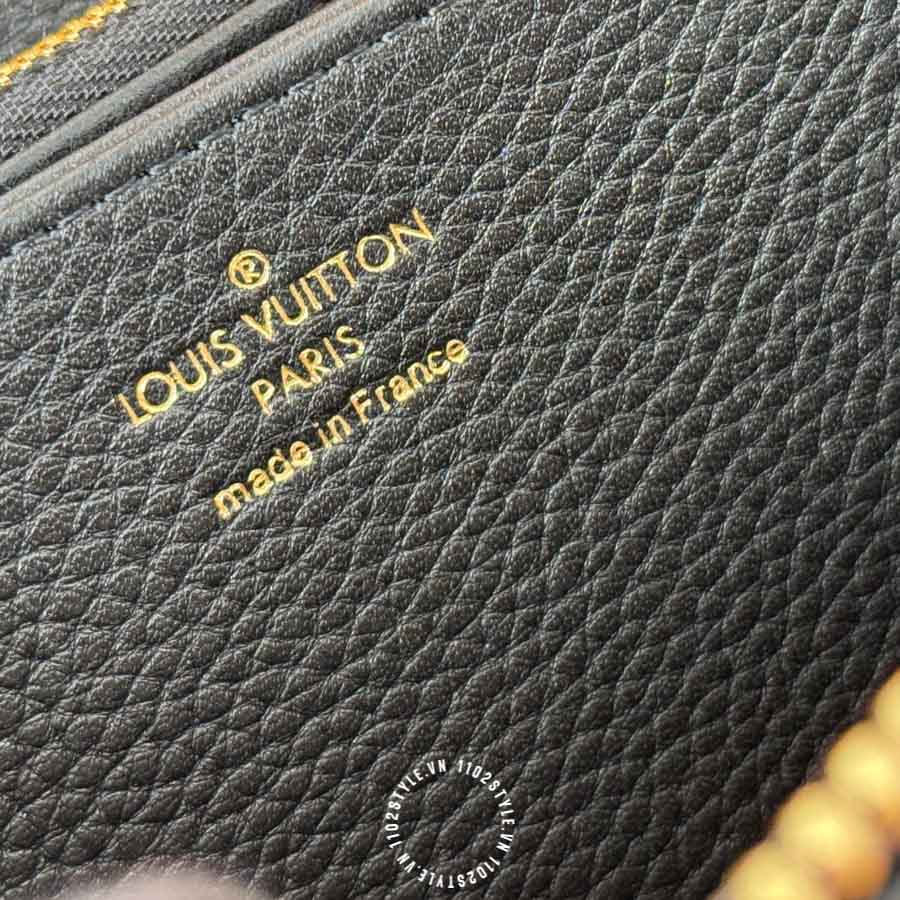 ®
LOUIS VUITTON
PARIS
made in France
1102STYLE.VN 1102STYLE.VN 1102STYLE.VN